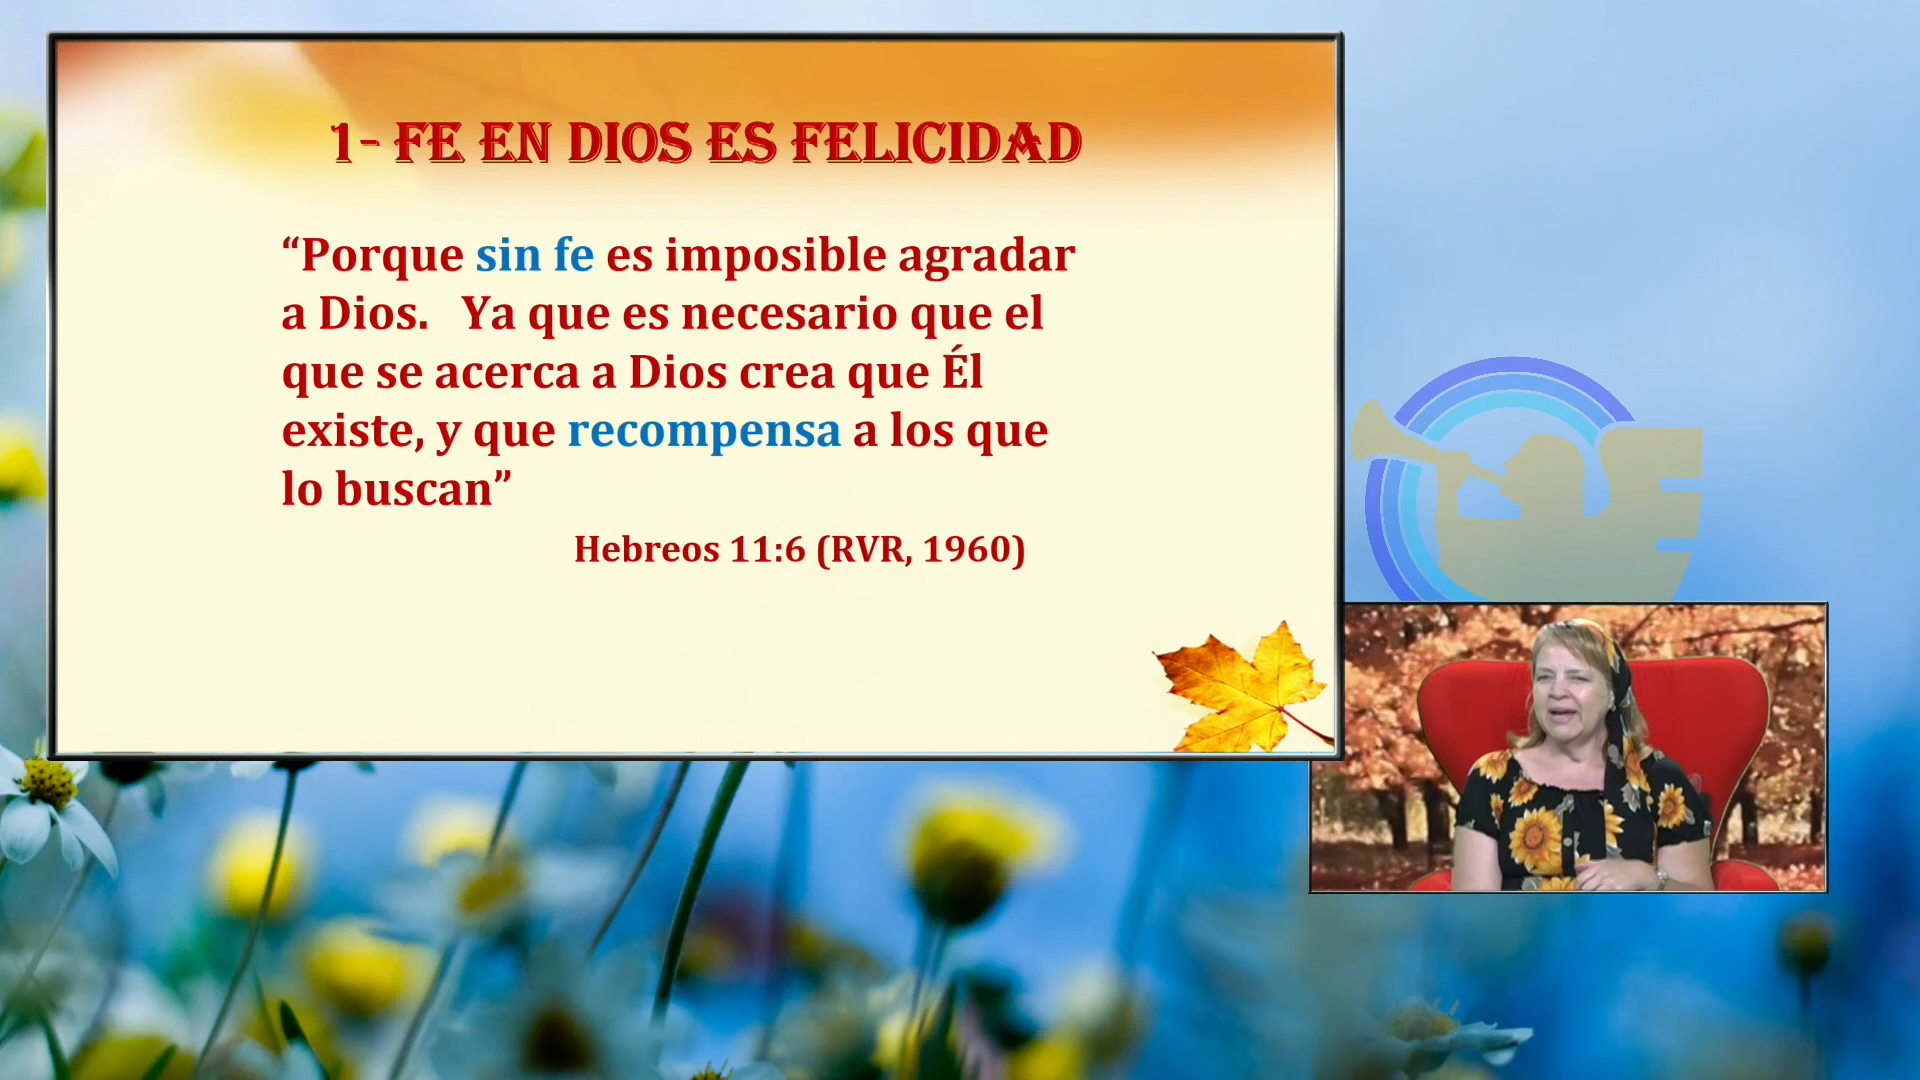 1- FE EN DIOS ES FELICIDAD
“Porque sin fe es imposible agradar
a Dios.   Ya que es necesario que el
que se acerca a Dios crea que Él
existe, y que recompensa a los que
lo buscan”
Hebreos 11:6 (RVR, 1960)